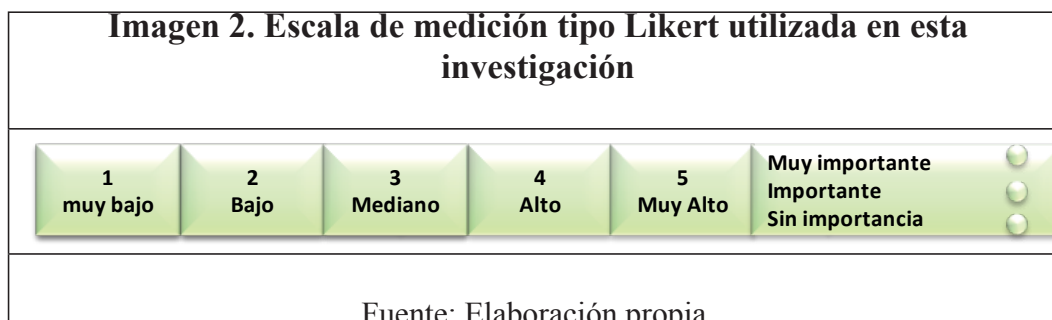 Imagen 2. Escala de medición tipo Likert utilizada en esta
investigación
1
muy bajo
2
Bajo
3
Mediano
4
Alto
5
Muy Alto
Muy importante
Importante
Sin importancia
Fuente: Elaboración propia